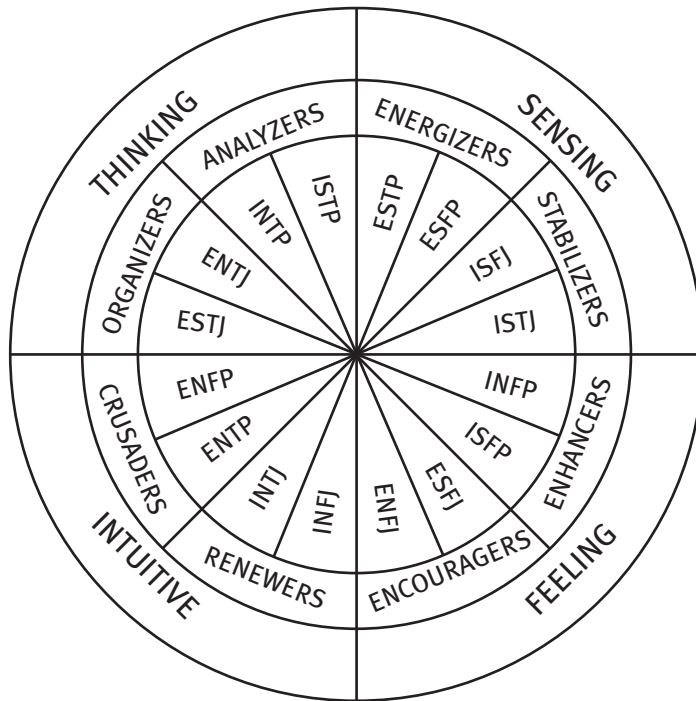 THINKING
SENSING
ANALYZERS
ENERGIZERS
ORGANIZERS
STABILIZERS
INTP
ISTP
ESTP
ESFP
ENTJ
ISFJ
ESTJ
ISTJ
ENFP
INFP
ENTP
ISFP
INTJ
INFJ
ENFJ
ESFJ
CRUSADERS
ENHANCERS
RENEWERS
ENCOURAGERS
INTUITIVE
FEELING